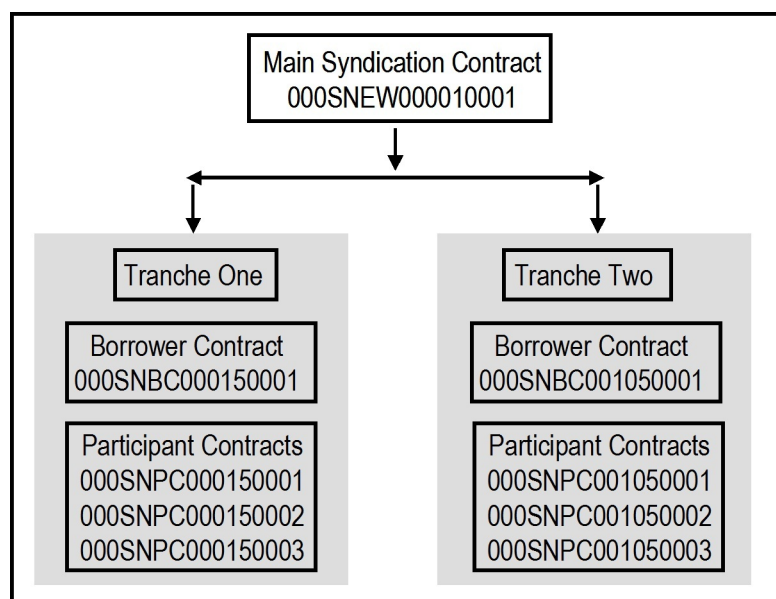 Main Syndication Contract
000SNEW000010001
Tranche One
Borrower Contract
000SNBC000150001
Participant Contracts
000SNPC000150001
000SNPC000150002
000SNPC000150003
Tranche Two
Borrower Contract
000SNBC001050001
Participant Contracts
000SNPC001050001
000SNPC001050002
000SNPC001050003